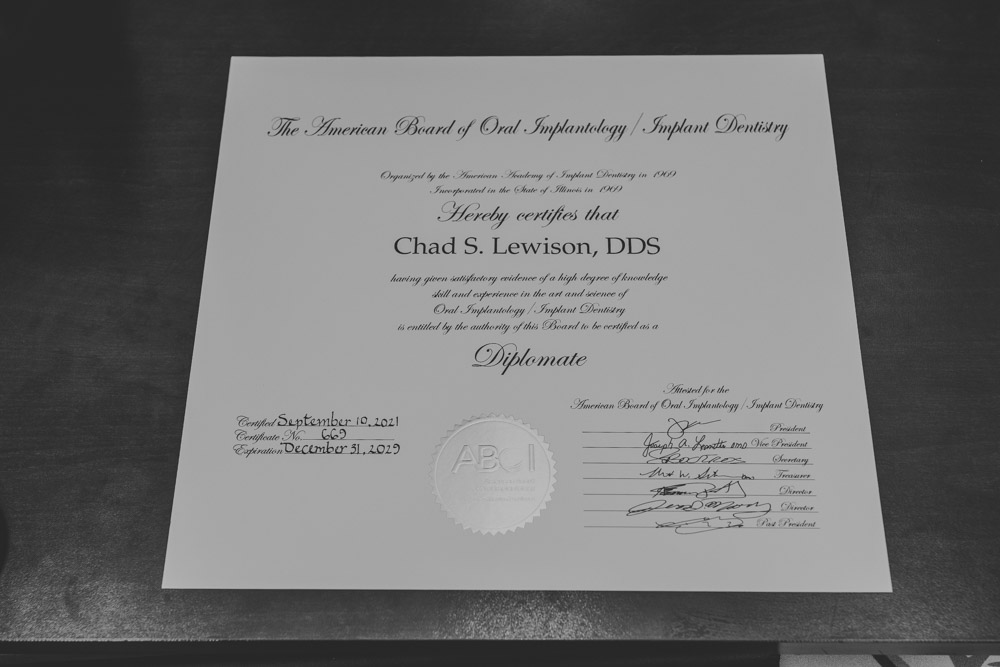 The American Board of Oral Implantology / Implant Dentistry
Organized by the American Academy of Implant Dentistry in 1969
Incorporated in the State of Illinois in 1969
Hereby certifies that
Chad S. Lewison, DDS
having given satisfactory evidence of a high degree of knowledge
skill and experience in the art and science of
Oral Implantology / Implant Dentistry
is entitled by the authority of this Board to be certified as a
Diplomate
Certified September 10, 2021
Certificate No. 669
Expiration December 31, 2029
ABOI
Attested for the
American Board of Oral Implantology / Implant Dentistry
President
Joseph A. DMD Vice President
Secretary
Treasurer
Director
Director
Past President